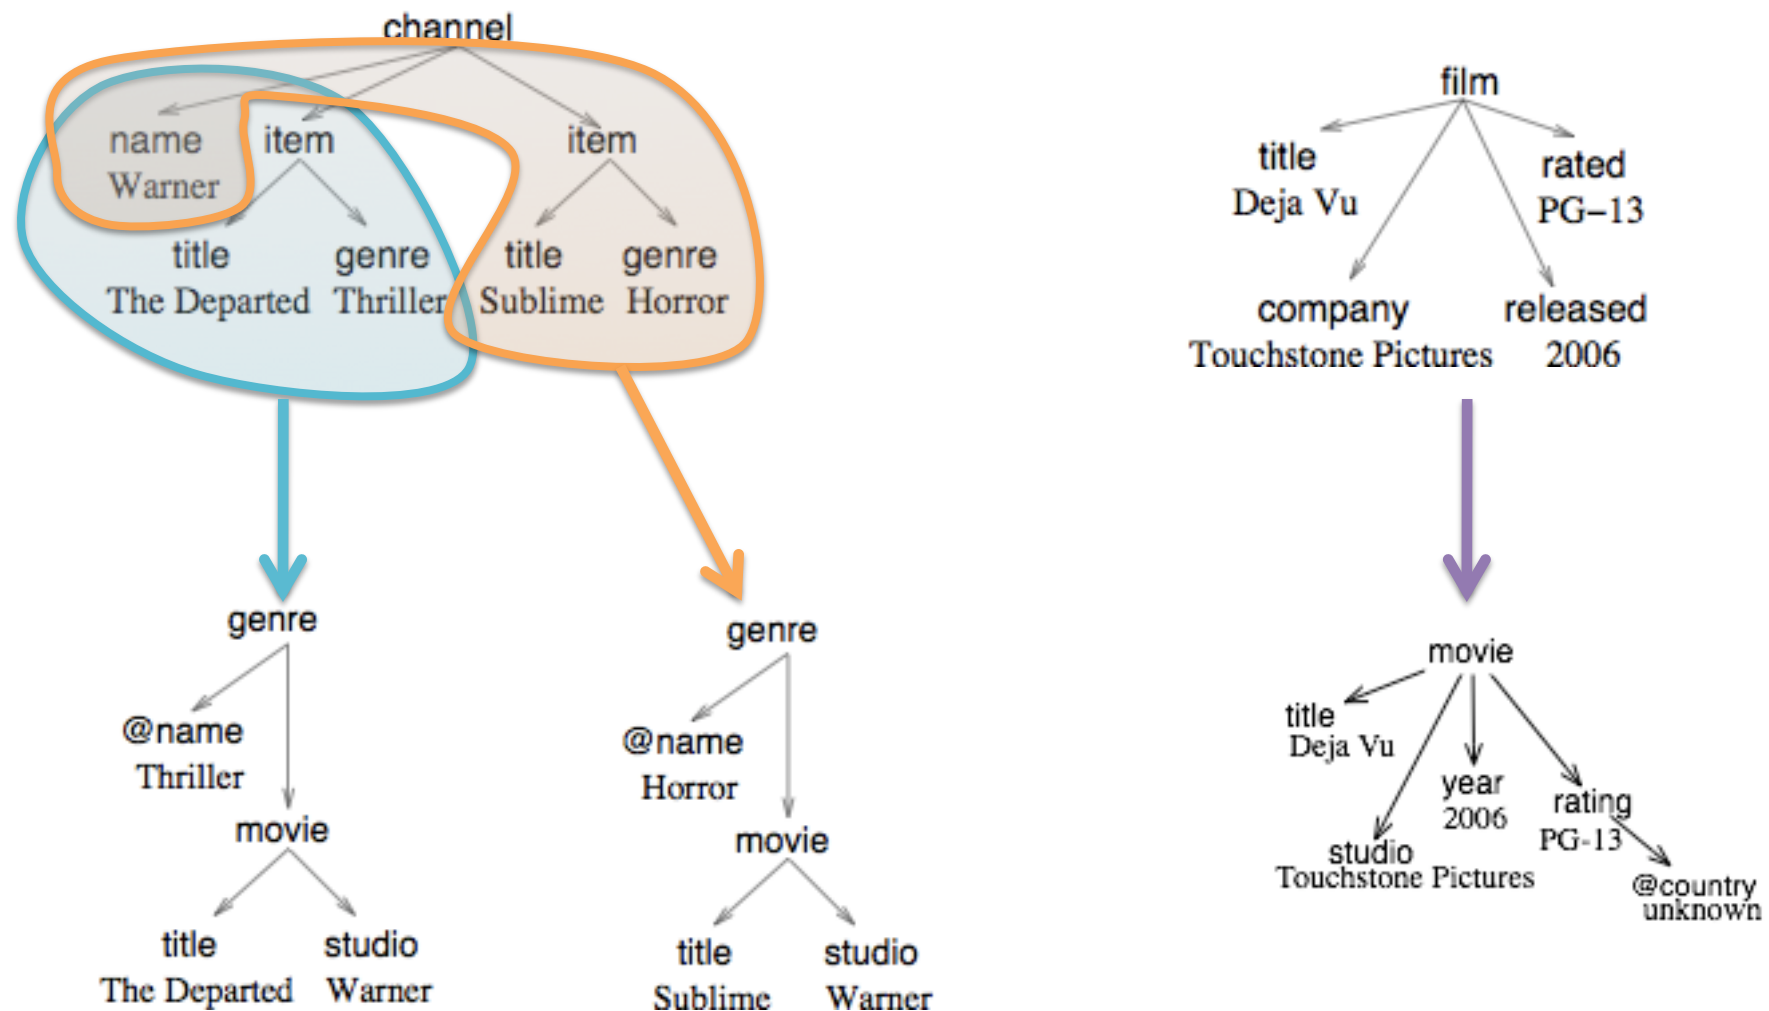 channel
name item item
Warner
title genre title genre
The Departed Thriller Sublime Horror
film
title rated
Deja Vu PG–13
company released
Touchstone Pictures 2006
genre
@name
Thriller
movie
title studio
The Departed Warner
genre
@name
Horror
movie
title studio
Sublime Warner
movie
title
Deja Vu
year
2006
rating
PG-13
studio
Touchstone Pictures
@country
unknown